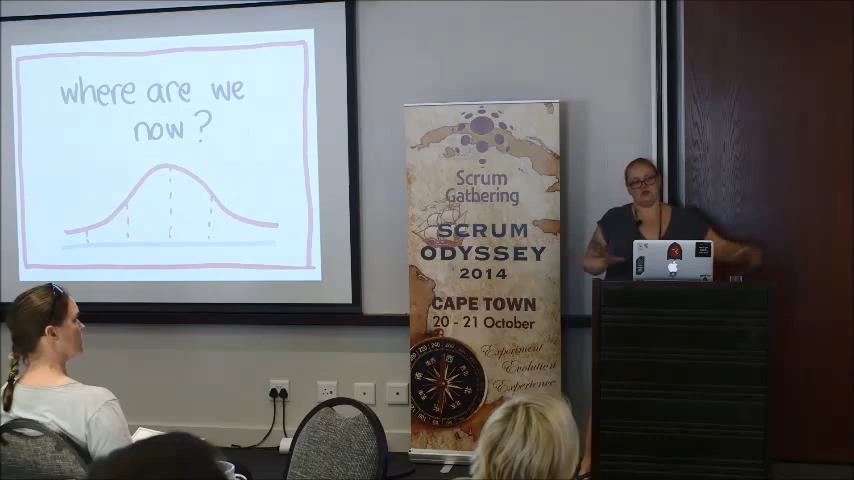 where are we
now?
Scrum
Gathering
SCRUM
ODYSSEY
2014
CAPE TOWN
20 - 21 October
Experiment
Evolution
Experience